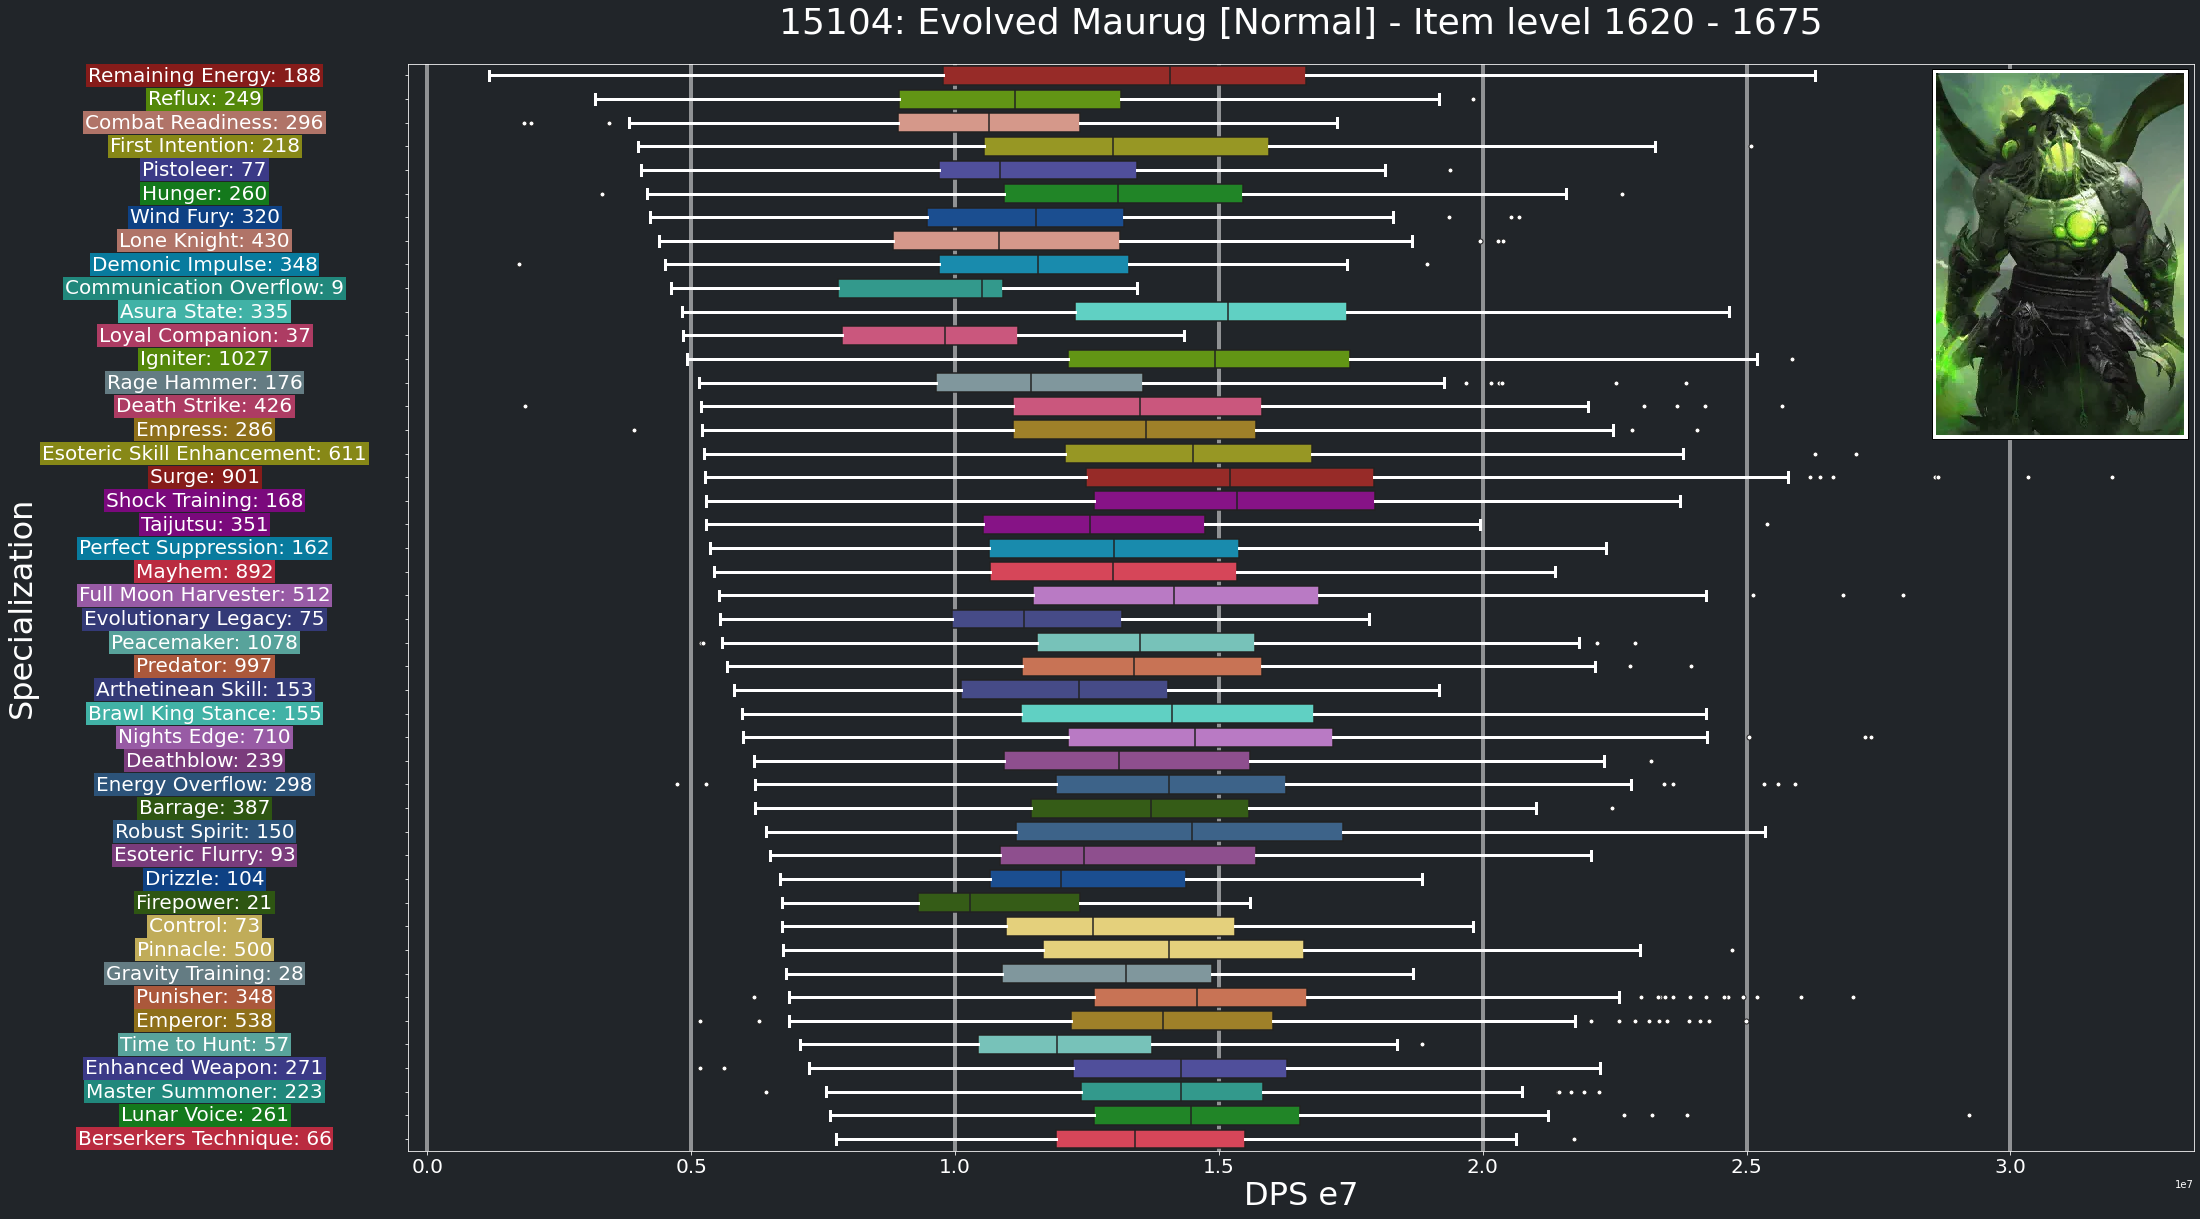 15104: Evolved Maurug [Normal] - Item level 1620 - 1675
Specialization
Remaining Energy: 188
Reflux: 249
Combat Readiness: 296
First Intention: 218
Pistoleer: 77
Hunger: 260
Wind Fury: 320
Lone Knight: 430
Demonic Impulse: 348
Communication Overflow: 9
Asura State: 335
Loyal Companion: 37
Igniter: 1027
Rage Hammer: 176
Death Strike: 426
Empress: 286
Esoteric Skill Enhancement: 611
Surge: 901
Shock Training: 168
Taijutsu: 351
Perfect Suppression: 162
Mayhem: 892
Full Moon Harvester: 512
Evolutionary Legacy: 75
Peacemaker: 1078
Predator: 997
Arthetinean Skill: 153
Brawl King Stance: 155
Nights Edge: 710
Deathblow: 239
Energy Overflow: 298
Barrage: 387
Robust Spirit: 150
Esoteric Flurry: 93
Drizzle: 104
Firepower: 21
Control: 73
Pinnacle: 500
Gravity Training: 28
Punisher: 348
Emperor: 538
Time to Hunt: 57
Enhanced Weapon: 271
Master Summoner: 223
Lunar Voice: 261
Berserkers Technique: 66
0.0 0.5 1.0 1.5 2.0 2.5 3.0
DPS e7
1e7